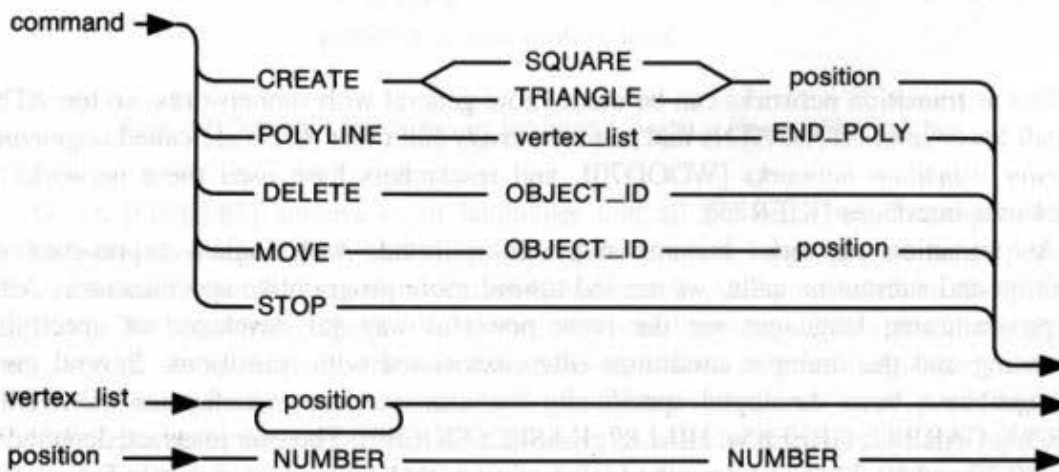 command
CREATE SQUARE position
TRIANGLE
POLYLINE vertex_list END_POLY
DELETE OBJECT_ID
MOVE OBJECT_ID position
STOP
vertex_list position
position NUMBER NUMBER